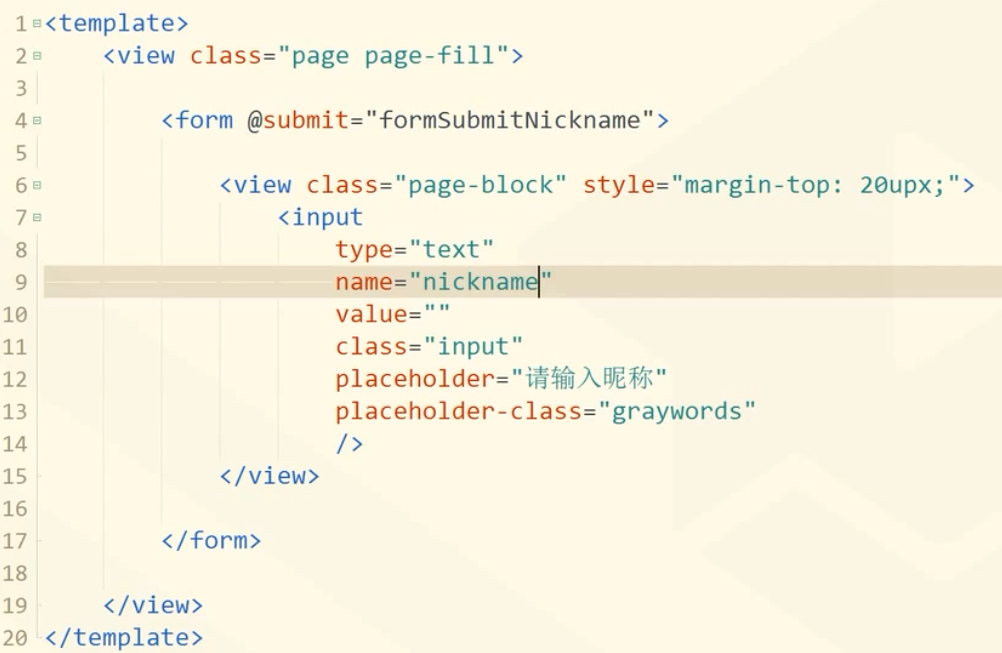 1 <template>
2 <view class="page page-fill">
3
4 <form @submit="formSubmitNickname">
5
6 <view class="page-block" style="margin-top: 20upx;">
7 <input
8 type="text"
9 name="nickname"
10 value=""
11 class="input"
12 placeholder="请输入昵称"
13 placeholder-class="graywords"
14 />
15 </view>
16
17 </form>
18
19 </view>
20 </template>